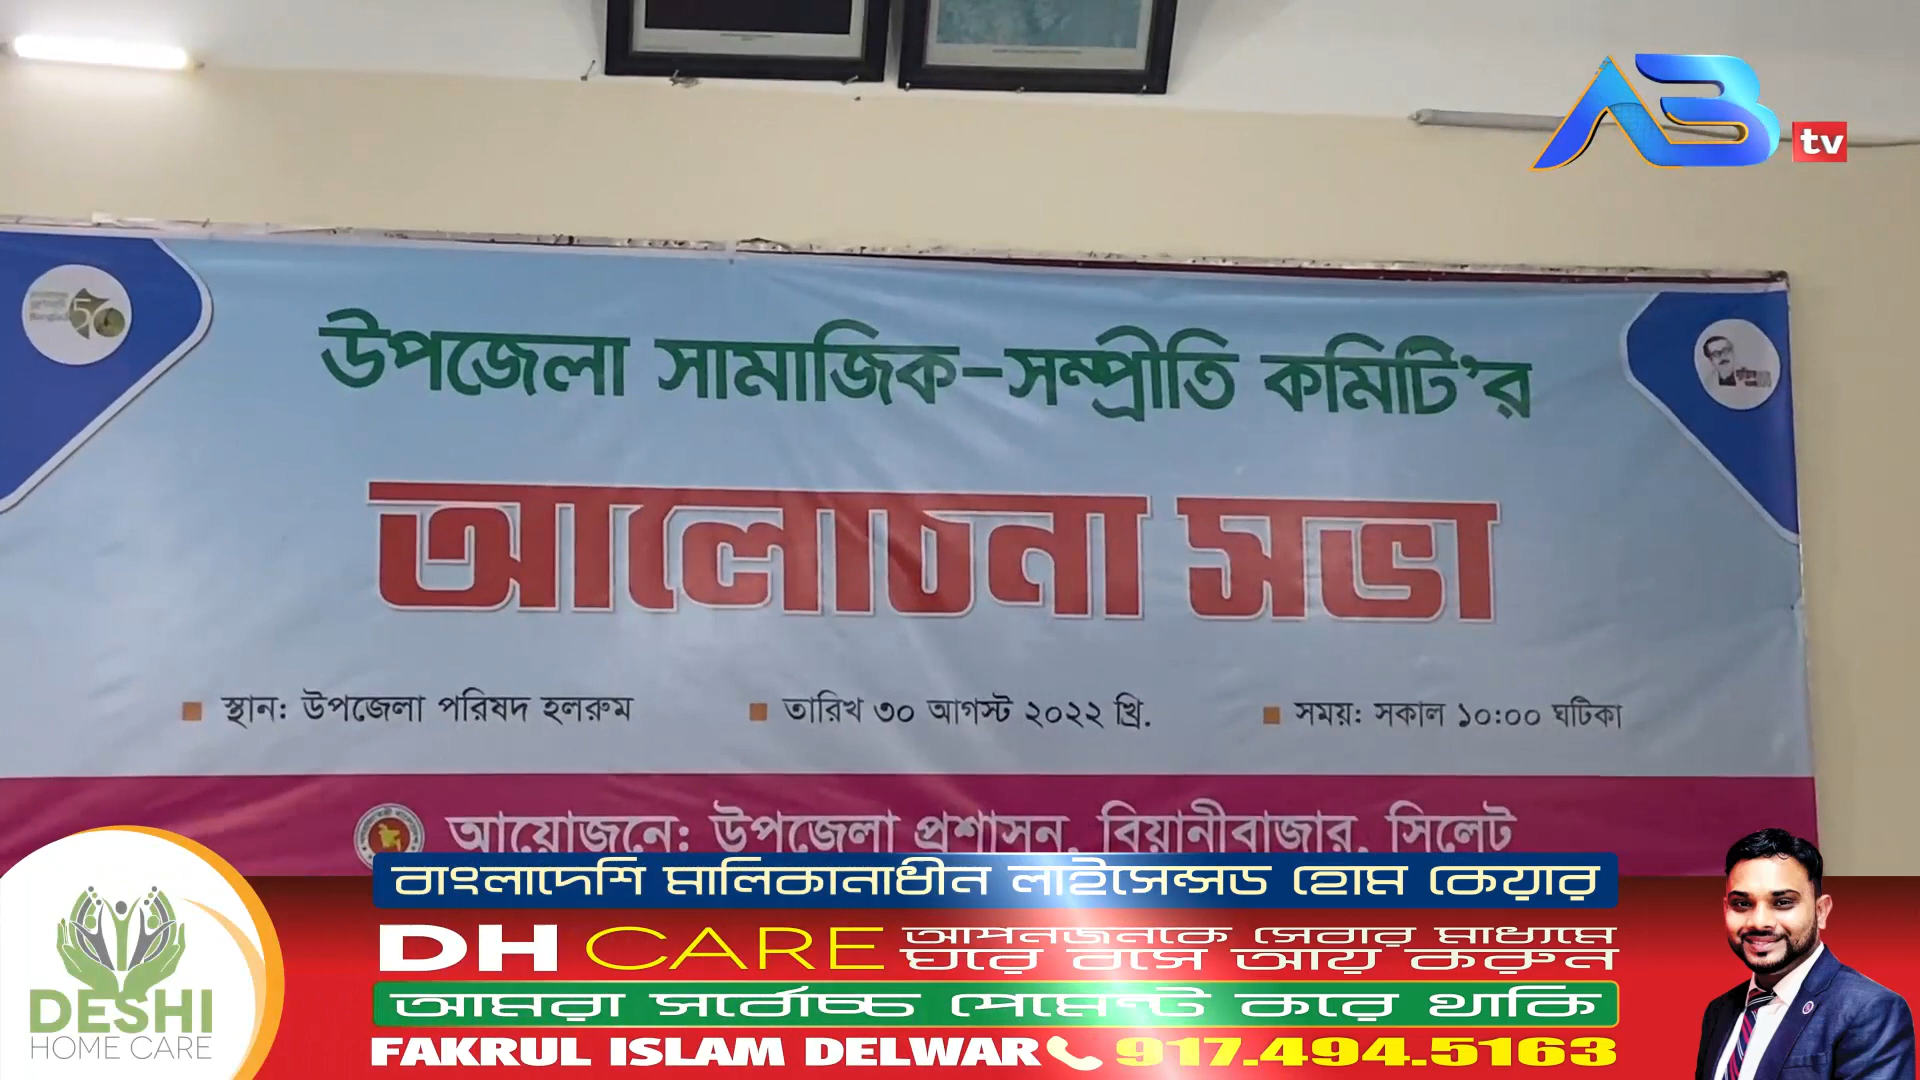 AB tv
50
উপজেলা সামাজিক-সম্প্রীতি কমিটি'র
আলোচনা সভা
স্থান: উপজেলা পরিষদ হলরুম
তারিখ ৩০ আগস্ট ২০২২ খ্রি.
সময়: সকাল ১০:০০ ঘটিকা
আয়োজনে: উপজেলা প্রশাসন, বিয়ানীবাজার, সিলেট
বাংলাদেশি মালিকানাধীন লাইসেন্সড হোম কেয়ার
DH CARE
আপনজনকে সেবার মাধ্যমে
ঘরে বসে আয় করুন
আমরা সর্বোচ্চ পেমেন্ট করে থাকি
FAKRUL ISLAM DELWAR 917.494.5163
DESHI
HOME CARE